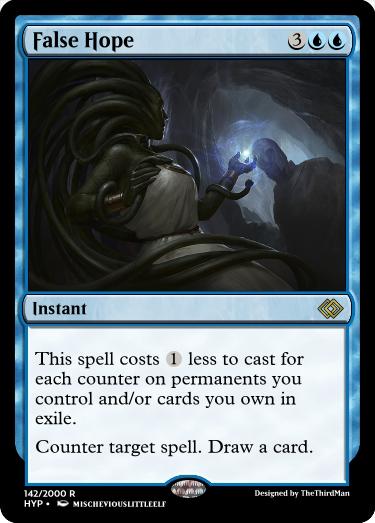 False Hope 3
Instant
This spell costs 1 less to cast for
each counter on permanents you
control and/or cards you own in
exile.
Counter target spell. Draw a card.
142/2000 R
HYP • MISCHEVIOUSLITTLEELF
Designed by TheThirdMan